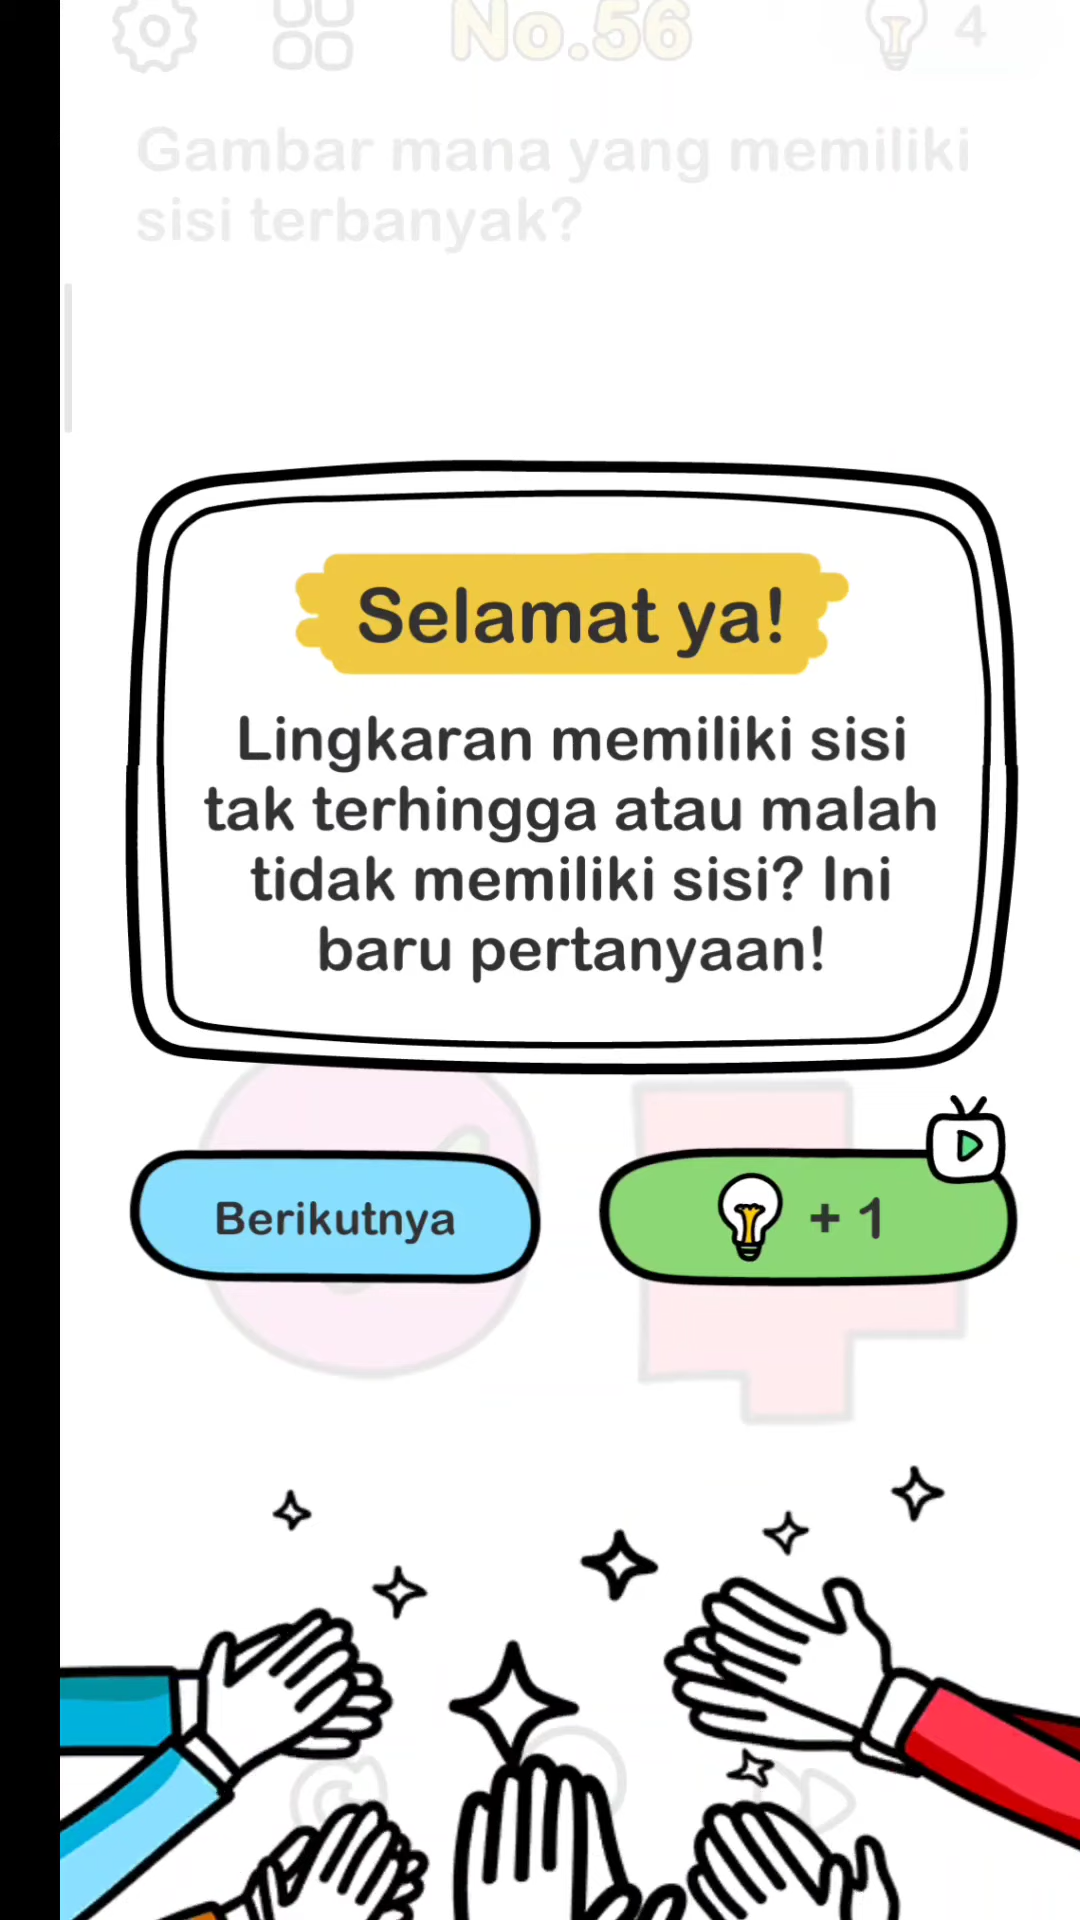 No.56
4
Gambar mana yang memiliki
sisi terbanyak?
Selamat ya!
Lingkaran memiliki sisi
tak terhingga atau malah
tidak memiliki sisi? Ini
baru pertanyaan!
Berikutnya
+ 1